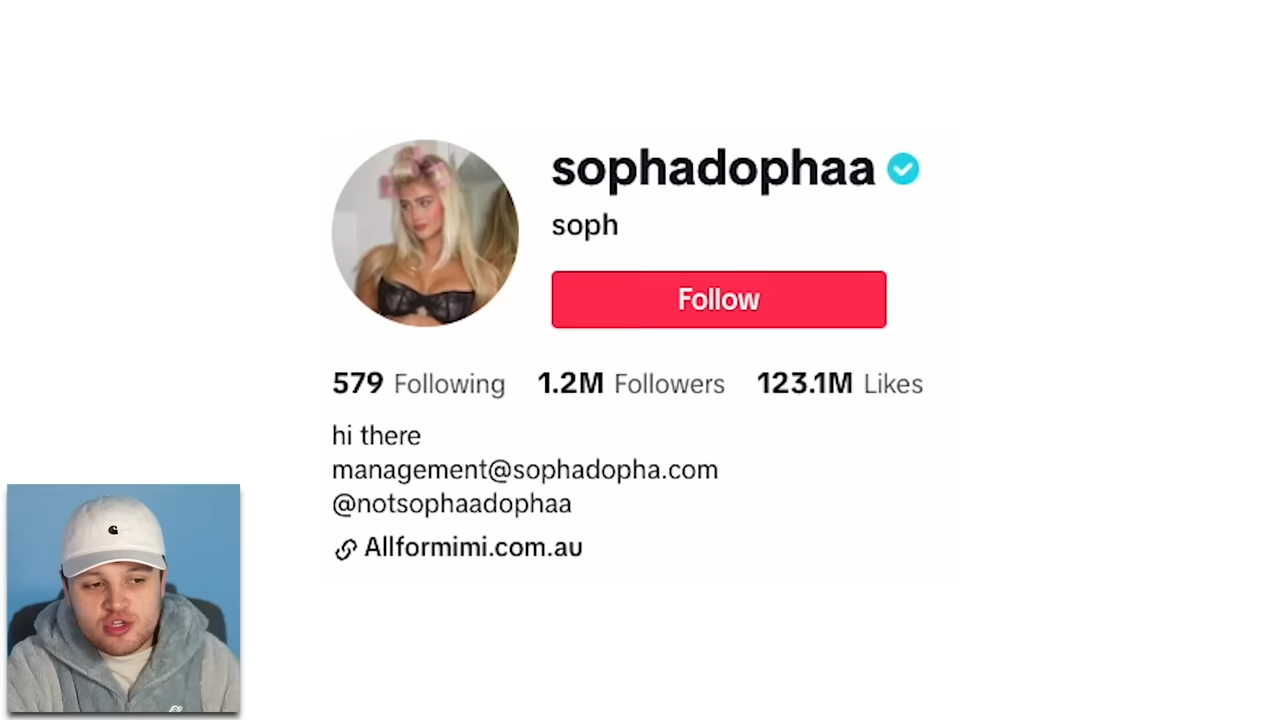 sophadophaa
soph
Follow
579 Following 1.2M Followers 123.1M Likes
hi there
management@sophadopha.com
@notsophaadophaa
Allformimi.com.au